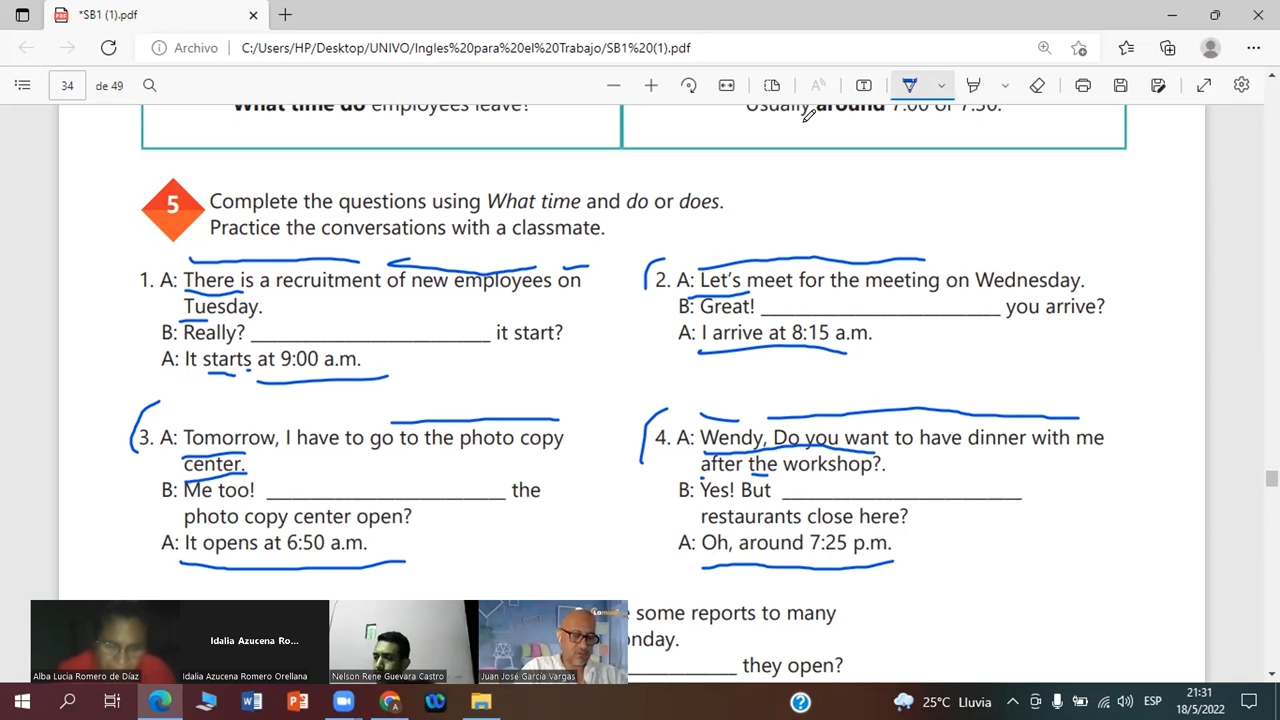 *SB1 (1).pdf
Archivo C:/Users/HP/Desktop/UNIVO/Ingles%20para%20el%20Trabajo/SB1%20(1).pdf
34 de 49
What time do employees leave?
Usually around 7:00 or 7:30.
5
Complete the questions using What time and do or does.
Practice the conversations with a classmate.
1. A: There is a recruitment of new employees on
Tuesday.
B: Really? ________________________ it start?
A: It starts at 9:00 a.m.
2. A: Let's meet for the meeting on Wednesday.
B: Great! ________________________ you arrive?
A: I arrive at 8:15 a.m.
3. A: Tomorrow, I have to go to the photo copy
center.
B: Me too! ________________________ the
photo copy center open?
A: It opens at 6:50 a.m.
4. A: Wendy, Do you want to have dinner with me
after the workshop?.
B: Yes! But ________________________
restaurants close here?
A: Oh, around 7:25 p.m.
some reports to many
nday.
___________ they open?
Alba Lucia Romero de Díaz
Idalia Azucena Ro...
Idalia Azucena Romero Orellana
Nelson Rene Guevara Castro
Juan José García Vargas
25°C Lluvia
ESP
21:31
18/5/2022